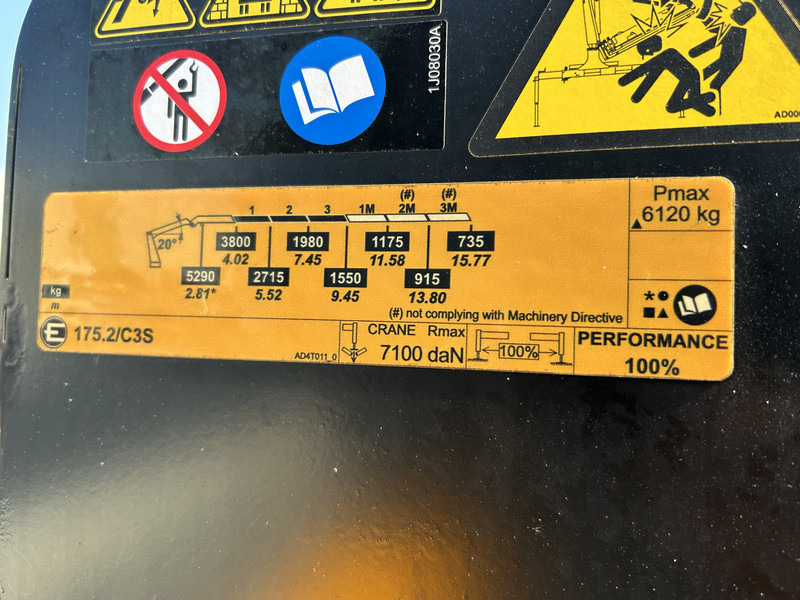 1J08030A
Pmax
6120 kg
(#) (#)
1 2 3 1M 2M 3M
20°
3800 1980 1175 735
4.02 7.45 11.58 15.77
5290 2715 1550 915
2.81* 5.52 9.45 13.80
kg
m
(#) not complying with Machinery Directive
E 175.2/C3S
AD4T011_0
CRANE Rmax
7100 daN
100%
PERFORMANCE
100%